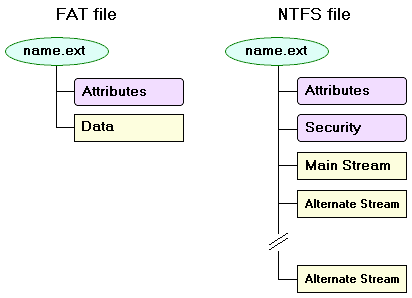 FAT file
name.ext
Attributes
Data
NTFS file
name.ext
Attributes
Security
Main Stream
Alternate Stream
Alternate Stream